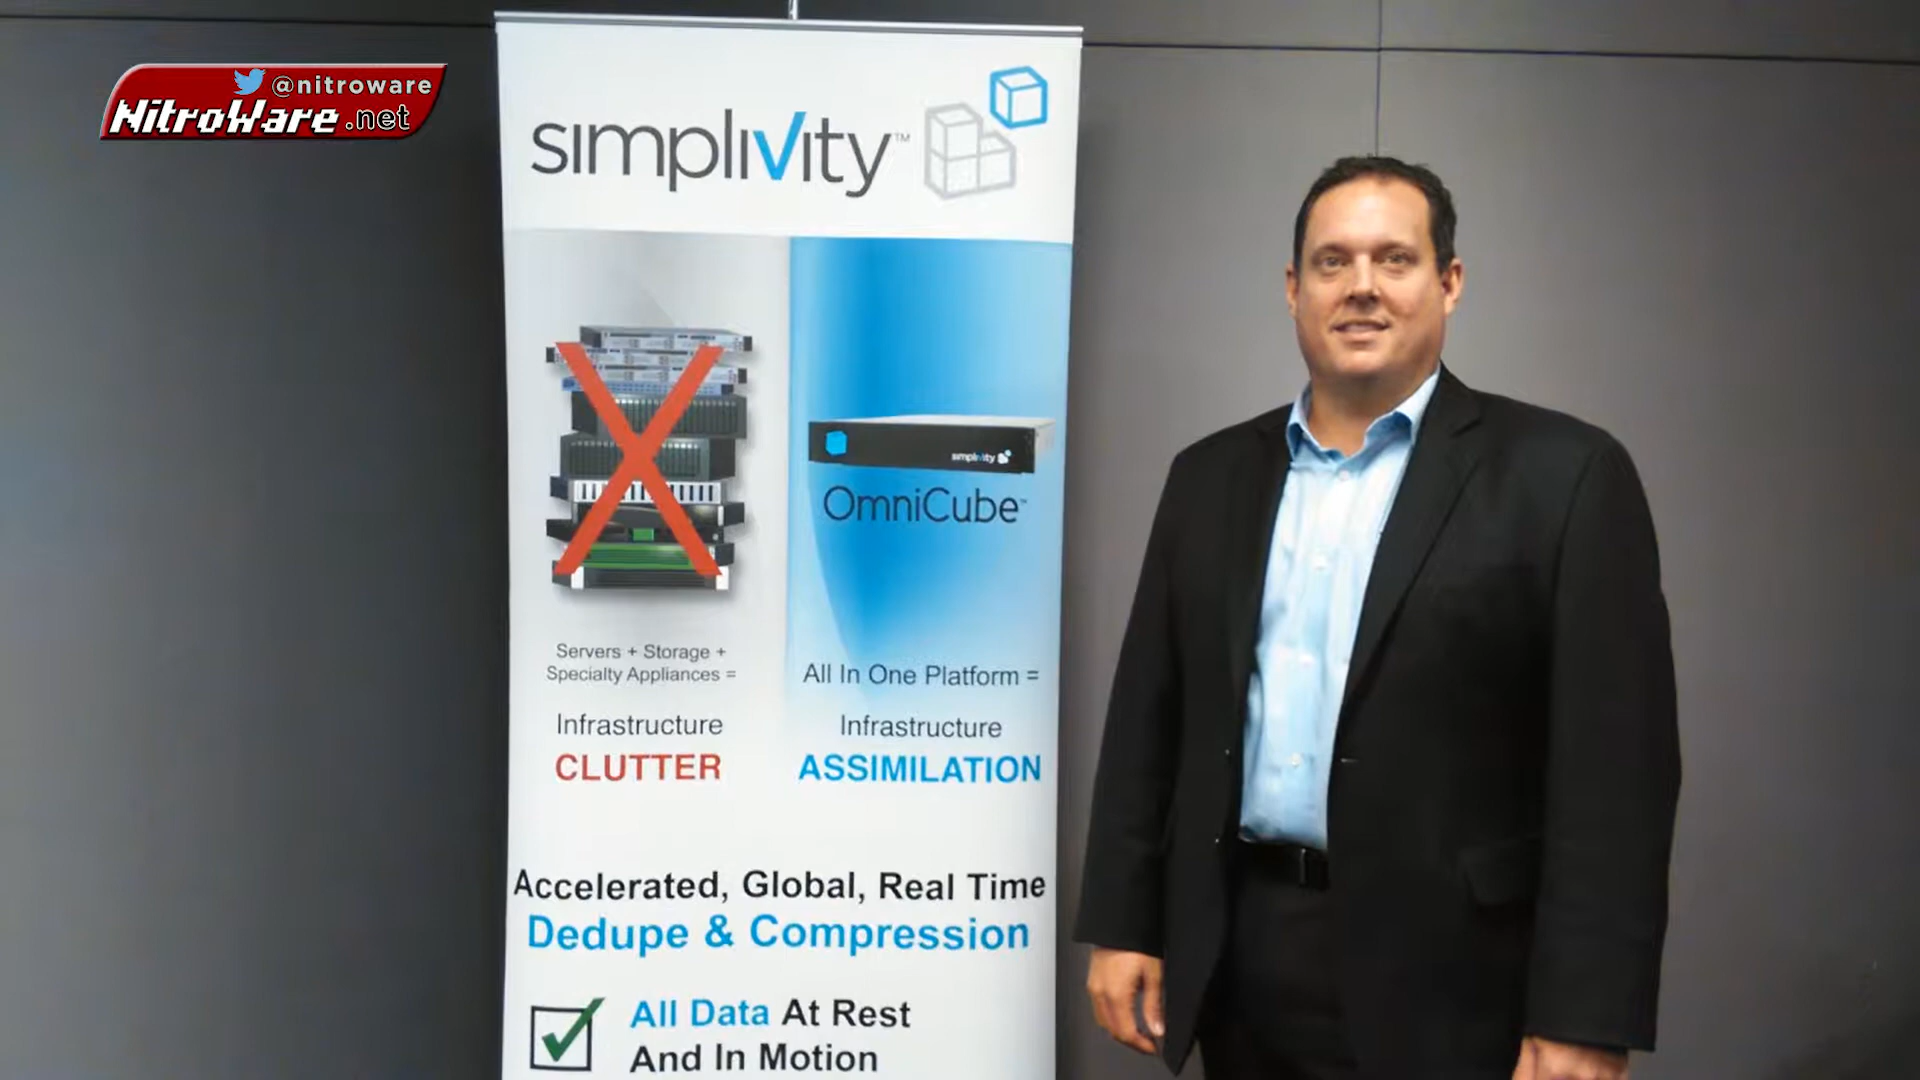 @nitroware
NitroWare.net
simplivity™
simplivity
OmniCube™
Servers + Storage +
Specialty Appliances =
Infrastructure
CLUTTER
All In One Platform =
Infrastructure
ASSIMILATION
Accelerated, Global, Real Time
Dedupe & Compression
All Data At Rest
And In Motion